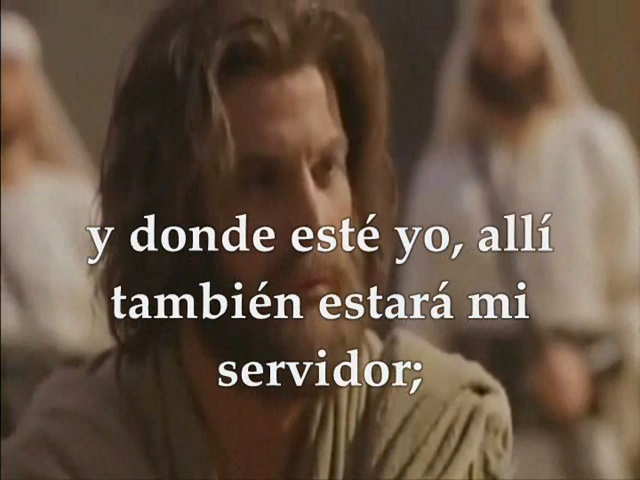 y donde esté yo, allí
también estará mi
servidor;